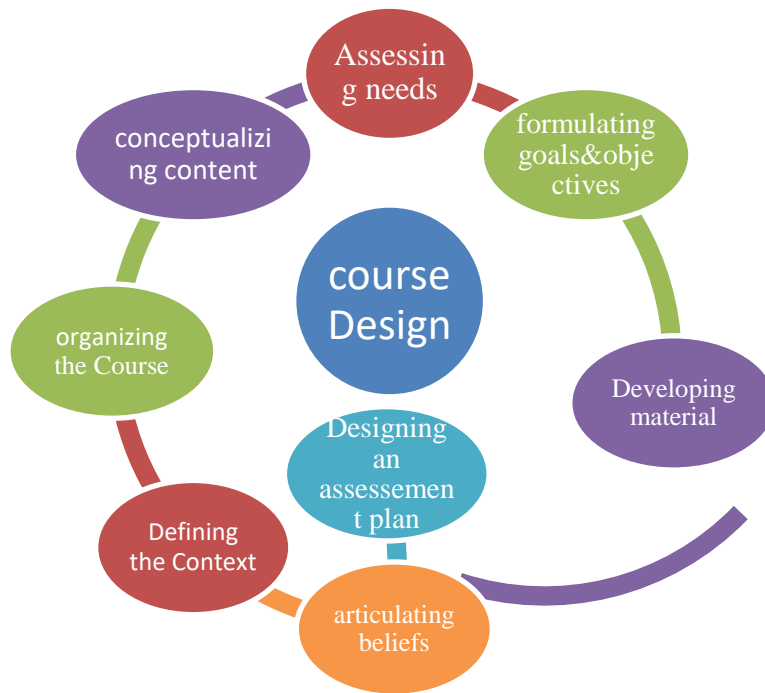 Assessin
g needs
formulating
goals&obje
ctives
conceptualizi
ng content
course
Design
organizing
the Course
Developing
material
Designing
an
assessemen
t plan
Defining
the Context
articulating
beliefs